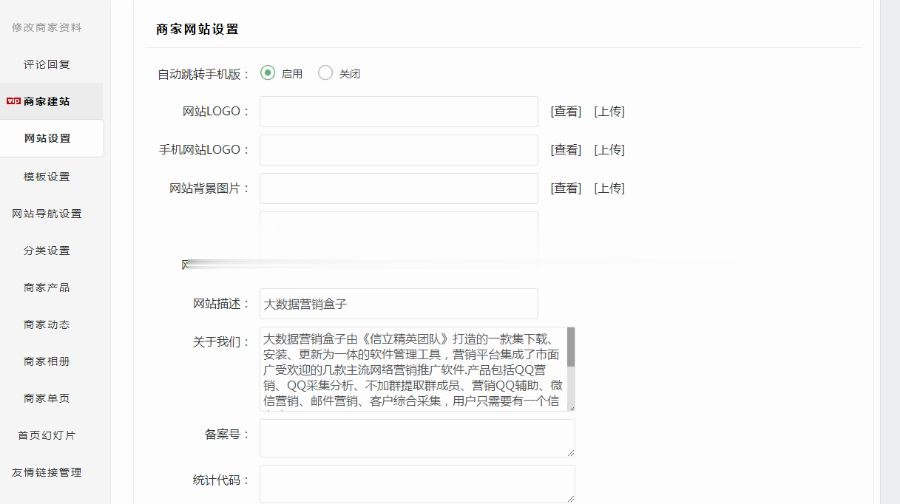 修改商家资料
评论回复
vip 商家建站
网站设置
模板设置
网站导航设置
分类设置
商家产品
商家动态
商家相册
商家单页
首页幻灯片
友情链接管理
商家网站设置
自动跳转手机版： 启用 关闭
网站LOGO： [查看] [上传]
手机网站LOGO： [查看] [上传]
网站背景图片： [查看] [上传]
网站描述： 大数据营销盒子
关于我们： 大数据营销盒子由《信立精英团队》打造的一款集下载、
安装、更新为一体的软件管理工具，营销平台集成了市面
广受欢迎的几款主流网络营销推广软件.产品包括QQ营
销、QQ采集分析、不加群提取群成员、营销QQ辅助、微
信营销、邮件营销、客户综合采集，用户只需要有一个信
备案号：
统计代码：